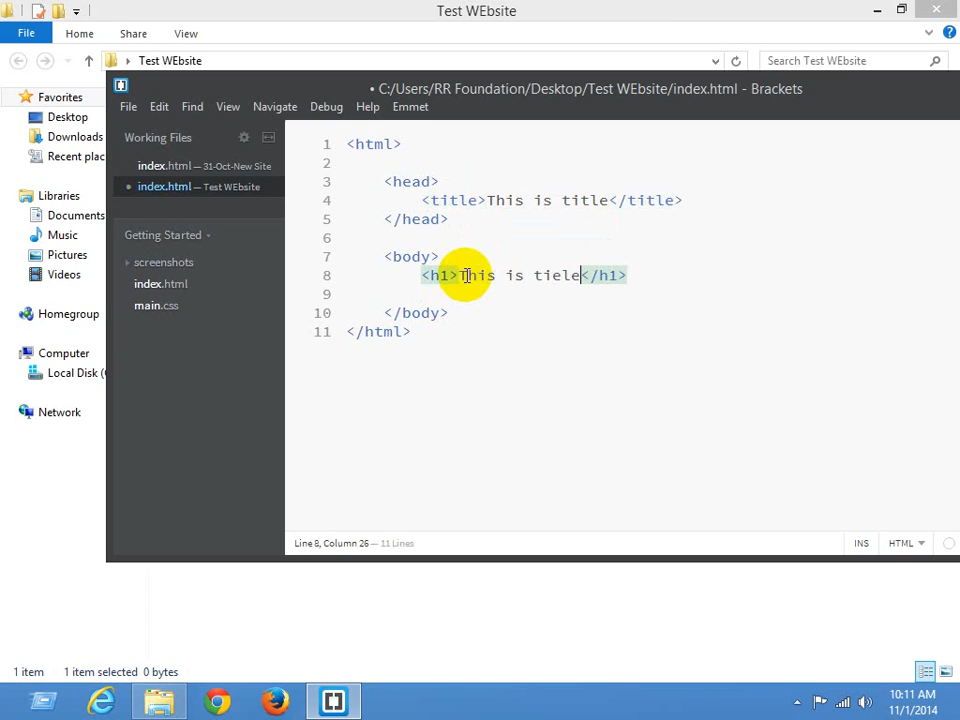 Test WEbsite
File Home Share View
Test WEbsite
Search Test WEbsite
Favorites
Desktop
Downloads
Recent plac
Libraries
Documents
Music
Pictures
Videos
Homegroup
Computer
Local Disk (
Network
• C:/Users/RR Foundation/Desktop/Test WEbsite/index.html - Brackets
File Edit Find View Navigate Debug Help Emmet
Working Files
index.html — 31-Oct-New Site
index.html — Test WEbsite
Getting Started
screenshots
index.html
main.css
1 <html>
2
3 <head>
4 <title>This is title</title>
5 </head>
6
7 <body>
8 <h1>This is tiele</h1>
9
10 </body>
11 </html>
Line 8, Column 26 — 11 Lines
INS HTML
1 item 1 item selected 0 bytes
10:11 AM
11/1/2014